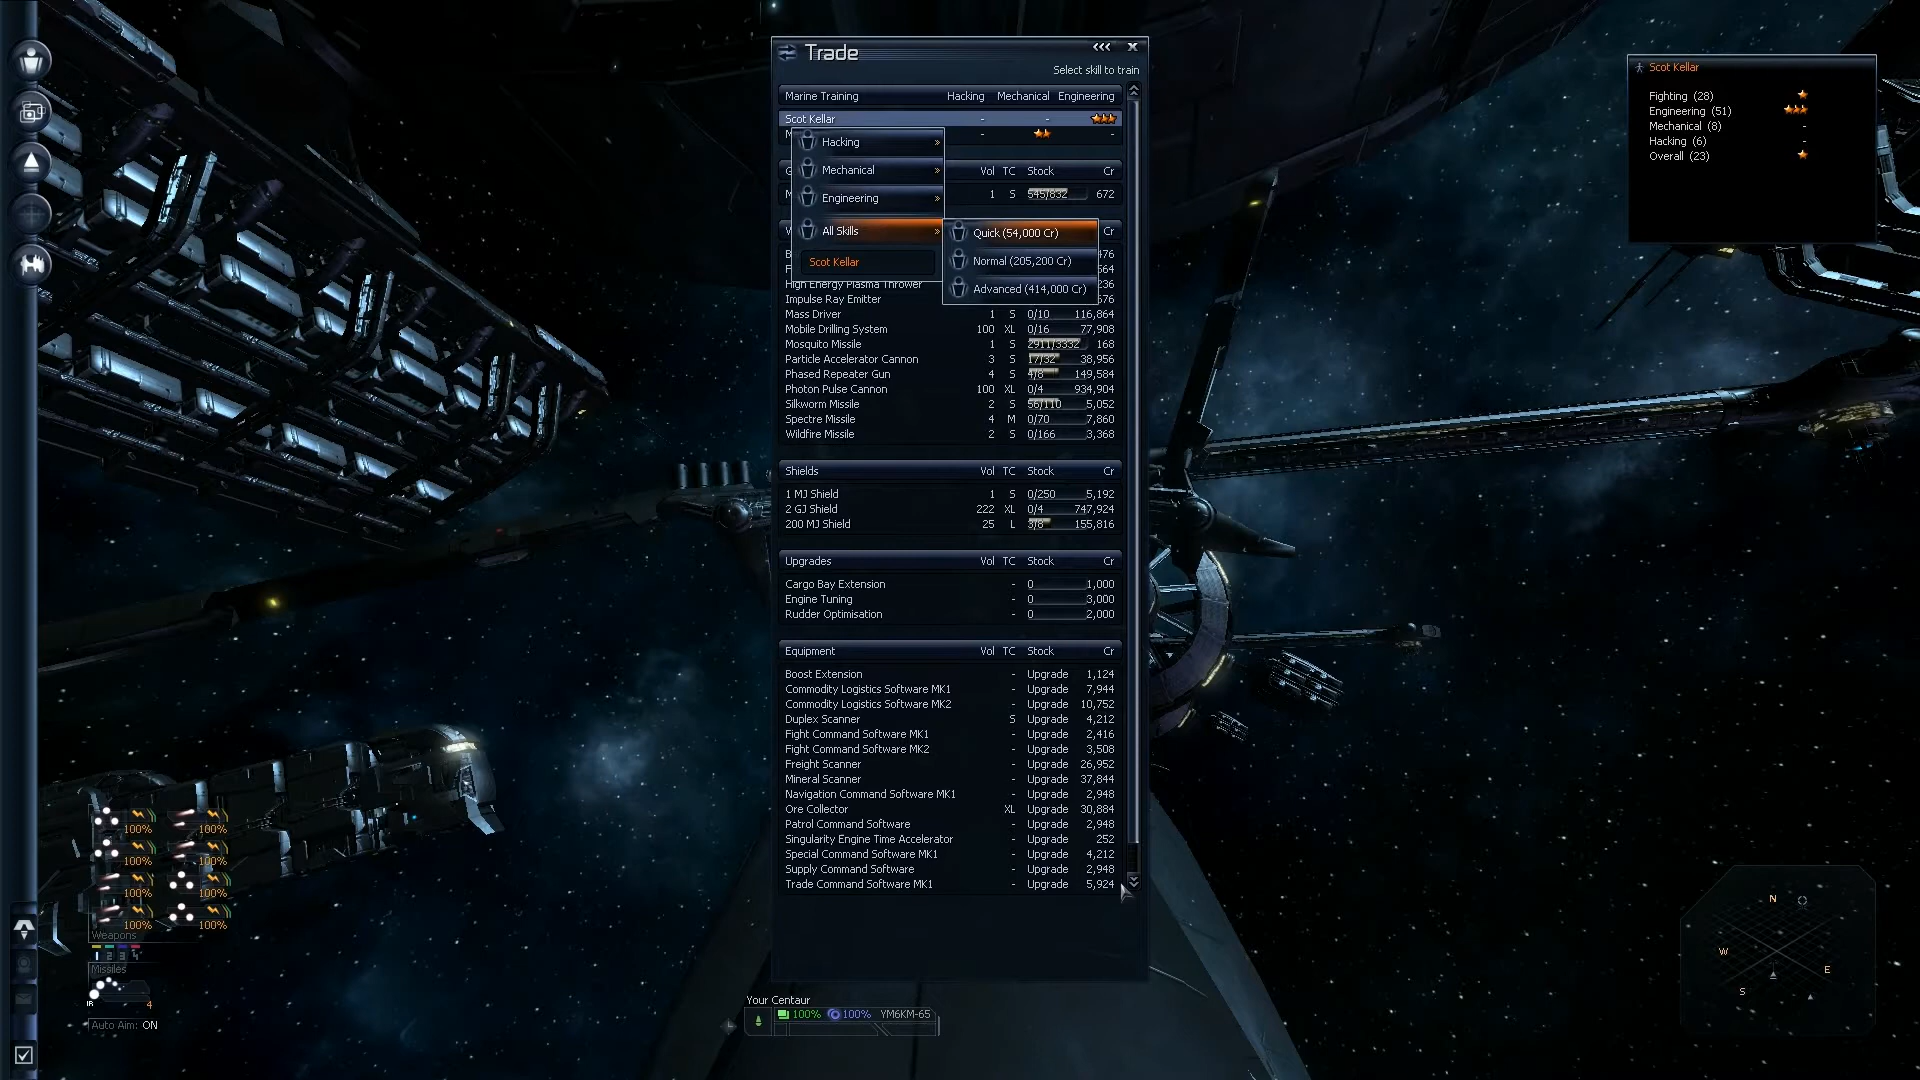 Trade
Select skill to train
Marine Training Hacking Mechanical Engineering
Scot Kellar - -
- -
Hacking
Mechanical
Engineering
All Skills
Scot Kellar
Quick (54,000 Cr)
Normal (205,200 Cr)
Advanced (414,000 Cr)
Vol TC Stock Cr
1 S 545/832 672
Cr
High Energy Plasma Thrower
Impulse Ray Emitter
Mass Driver 1 S 0/10 116,864
Mobile Drilling System 100 XL 0/16 77,908
Mosquito Missile 1 S 2911/3332 168
Particle Accelerator Cannon 3 S 17/32 38,956
Phased Repeater Gun 4 S 4/8 149,584
Photon Pulse Cannon 100 XL 0/4 934,904
Silkworm Missile 2 S 56/110 5,052
Spectre Missile 4 M 0/70 7,860
Wildfire Missile 2 S 0/166 3,368
Shields Vol TC Stock Cr
1 MJ Shield 1 S 0/250 5,192
2 GJ Shield 222 XL 0/4 747,924
200 MJ Shield 25 L 3/8 155,816
Upgrades Vol TC Stock Cr
Cargo Bay Extension - 0 1,000
Engine Tuning - 0 3,000
Rudder Optimisation - 0 2,000
Equipment Vol TC Stock Cr
Boost Extension - Upgrade 1,124
Commodity Logistics Software MK1 - Upgrade 7,944
Commodity Logistics Software MK2 - Upgrade 10,752
Duplex Scanner S Upgrade 4,212
Fight Command Software MK1 - Upgrade 2,416
Fight Command Software MK2 - Upgrade 3,508
Freight Scanner - Upgrade 26,952
Mineral Scanner - Upgrade 37,844
Navigation Command Software MK1 - Upgrade 2,948
Ore Collector XL Upgrade 30,884
Patrol Command Software - Upgrade 2,948
Singularity Engine Time Accelerator - Upgrade 252
Special Command Software MK1 - Upgrade 4,212
Supply Command Software - Upgrade 2,948
Trade Command Software MK1 - Upgrade 5,924
Scot Kellar
Fighting (28)
Engineering (51)
Mechanical (8) -
Hacking (6) -
Overall (23)
100% 100%
100% 100%
100% 100%
100% 100%
Weapons
1 2 3 4
Missiles
IR 4
Auto Aim: ON
Your Centaur
100% 100% YM6KM-65
N
W
E
S